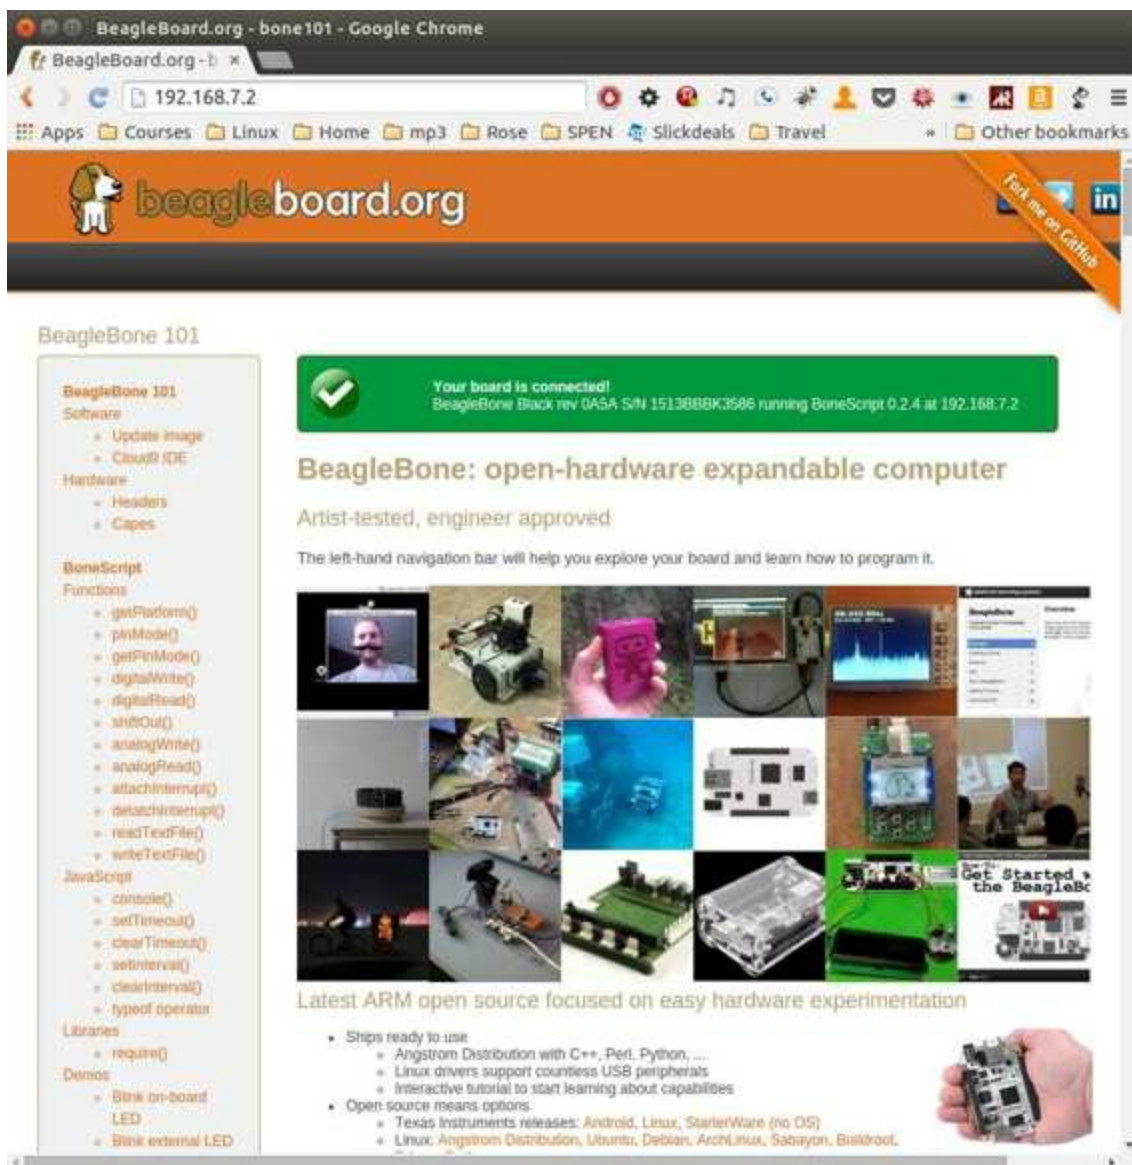 BeagleBoard.org - bone101 - Google Chrome
BeagleBoard.org - b ×
192.168.7.2
Apps Courses Linux Home mp3 Rose SPEN Slickdeals Travel » Other bookmarks
beagleboard.org
in
Fork me on GitHub
BeagleBone 101
BeagleBone 101
Software
Update image
Cloud9 IDE
Hardware
Headers
Capes
BoneScript
Functions
getPlatform()
pinMode()
getPinMode()
digitalWrite()
digitalRead()
shiftOut()
analogWrite()
analogRead()
attachInterrupt()
detatchInterrupt()
readTextFile()
writeTextFile()
JavaScript
console()
setTimeout()
clearTimeout()
setInterval()
clearInterval()
typeof operator
Libraries
require()
Demos
Blink on-board
LED
Blink external LED
Your board is connected!
BeagleBone Black rev 0A5A S/N 1513BBBK3586 running BoneScript 0.2.4 at 192.168.7.2
BeagleBone: open-hardware expandable computer
Artist-tested, engineer approved
The left-hand navigation bar will help you explore your board and learn how to program it.
BeagleBone
Overview
How-To:
Get Started
the BeagleBo
Latest ARM open source focused on easy hardware experimentation
Ships ready to use
Angstrom Distribution with C++, Perl, Python, ...
Linux drivers support countless USB peripherals
Interactive tutorial to start learning about capabilities
Open source means options
Texas Instruments releases: Android, Linux, StarterWare (no OS)
Linux: Angstrom Distribution, Ubuntu, Debian, ArchLinux, Sabayon, Buildroot,